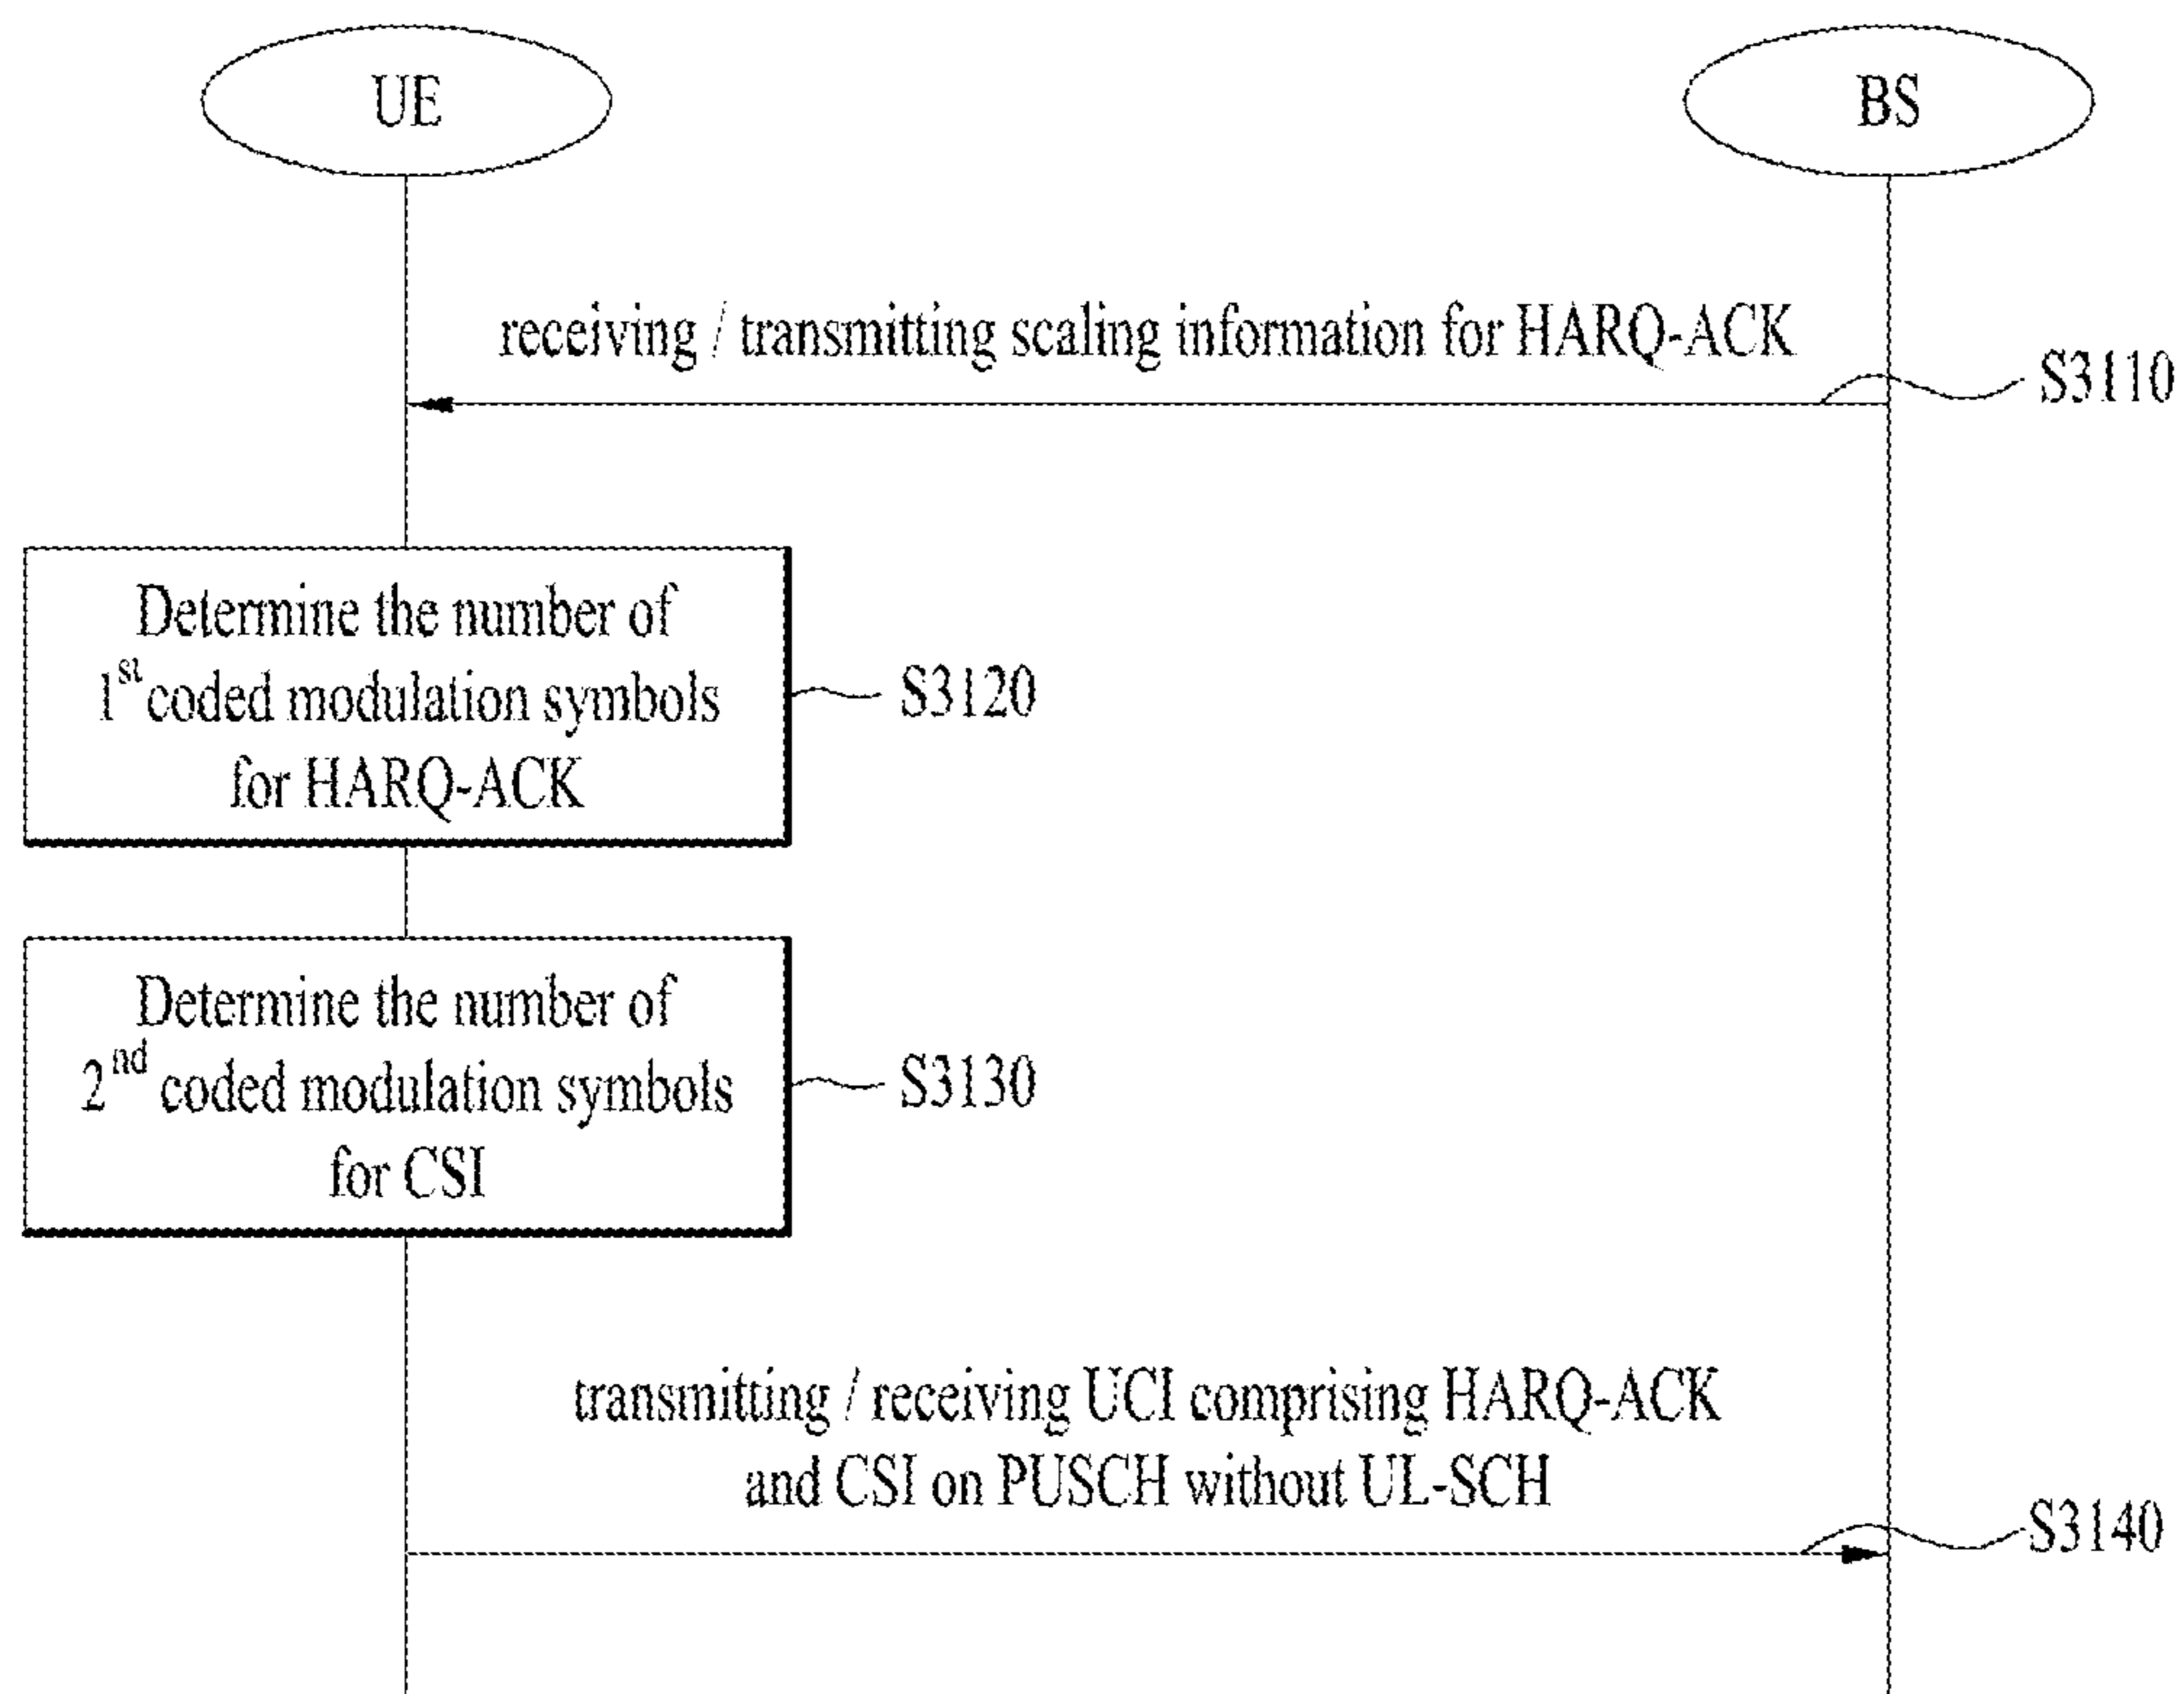 UE
BS
receiving / transmitting scaling information for HARQ-ACK
S3110
Determine the number of
1st coded modulation symbols
for HARQ-ACK
S3120
Determine the number of
2nd coded modulation symbols
for CSI
S3130
transmitting / receiving UCI comprising HARQ-ACK
and CSI on PUSCH without UL-SCH
S3140